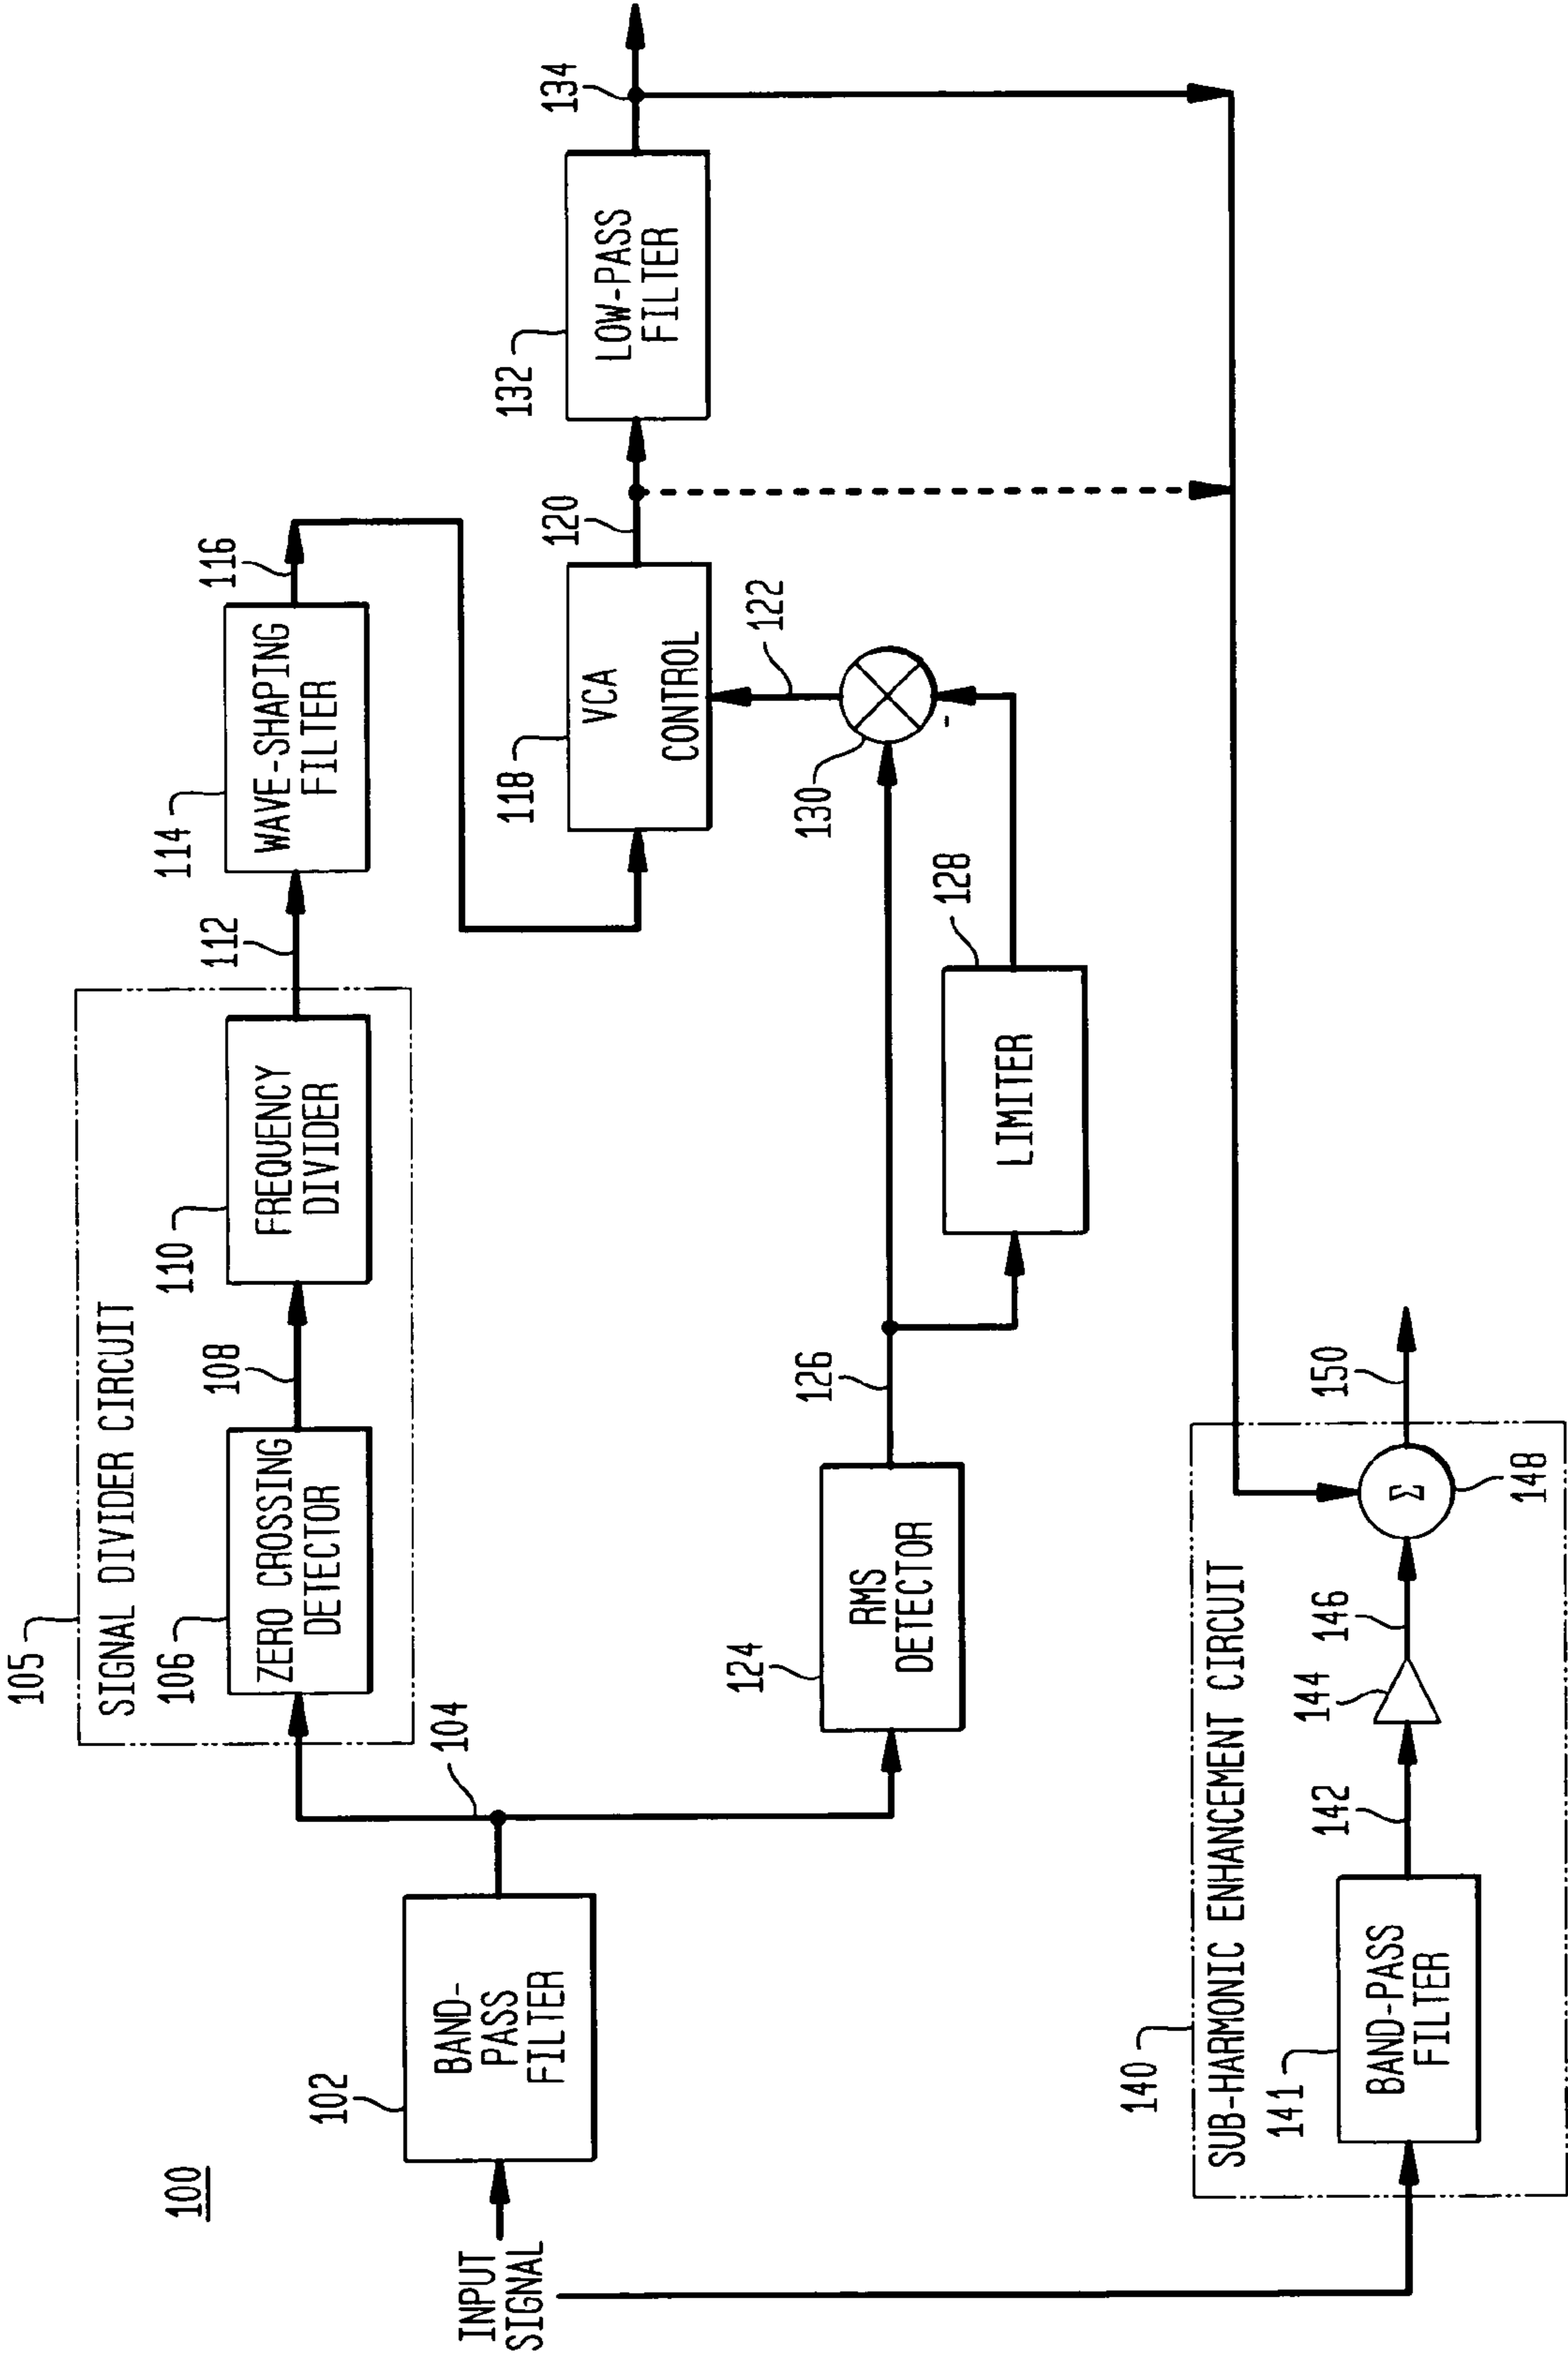 100
INPUT
SIGNAL
102
BAND-
PASS
FILTER
104
105
SIGNAL DIVIDER CIRCUIT
106
ZERO CROSSING
DETECTOR
108
110
FREQUENCY
DIVIDER
112
114
WAVE-SHAPING
FILTER
116
118
VCA
CONTROL
120
122
124
RMS
DETECTOR
126
128
LIMITER
130
-
132
LOW-PASS
FILTER
134
140
SUB-HARMONIC ENHANCEMENT CIRCUIT
141
BAND-PASS
FILTER
142
144
146
Σ
148
150